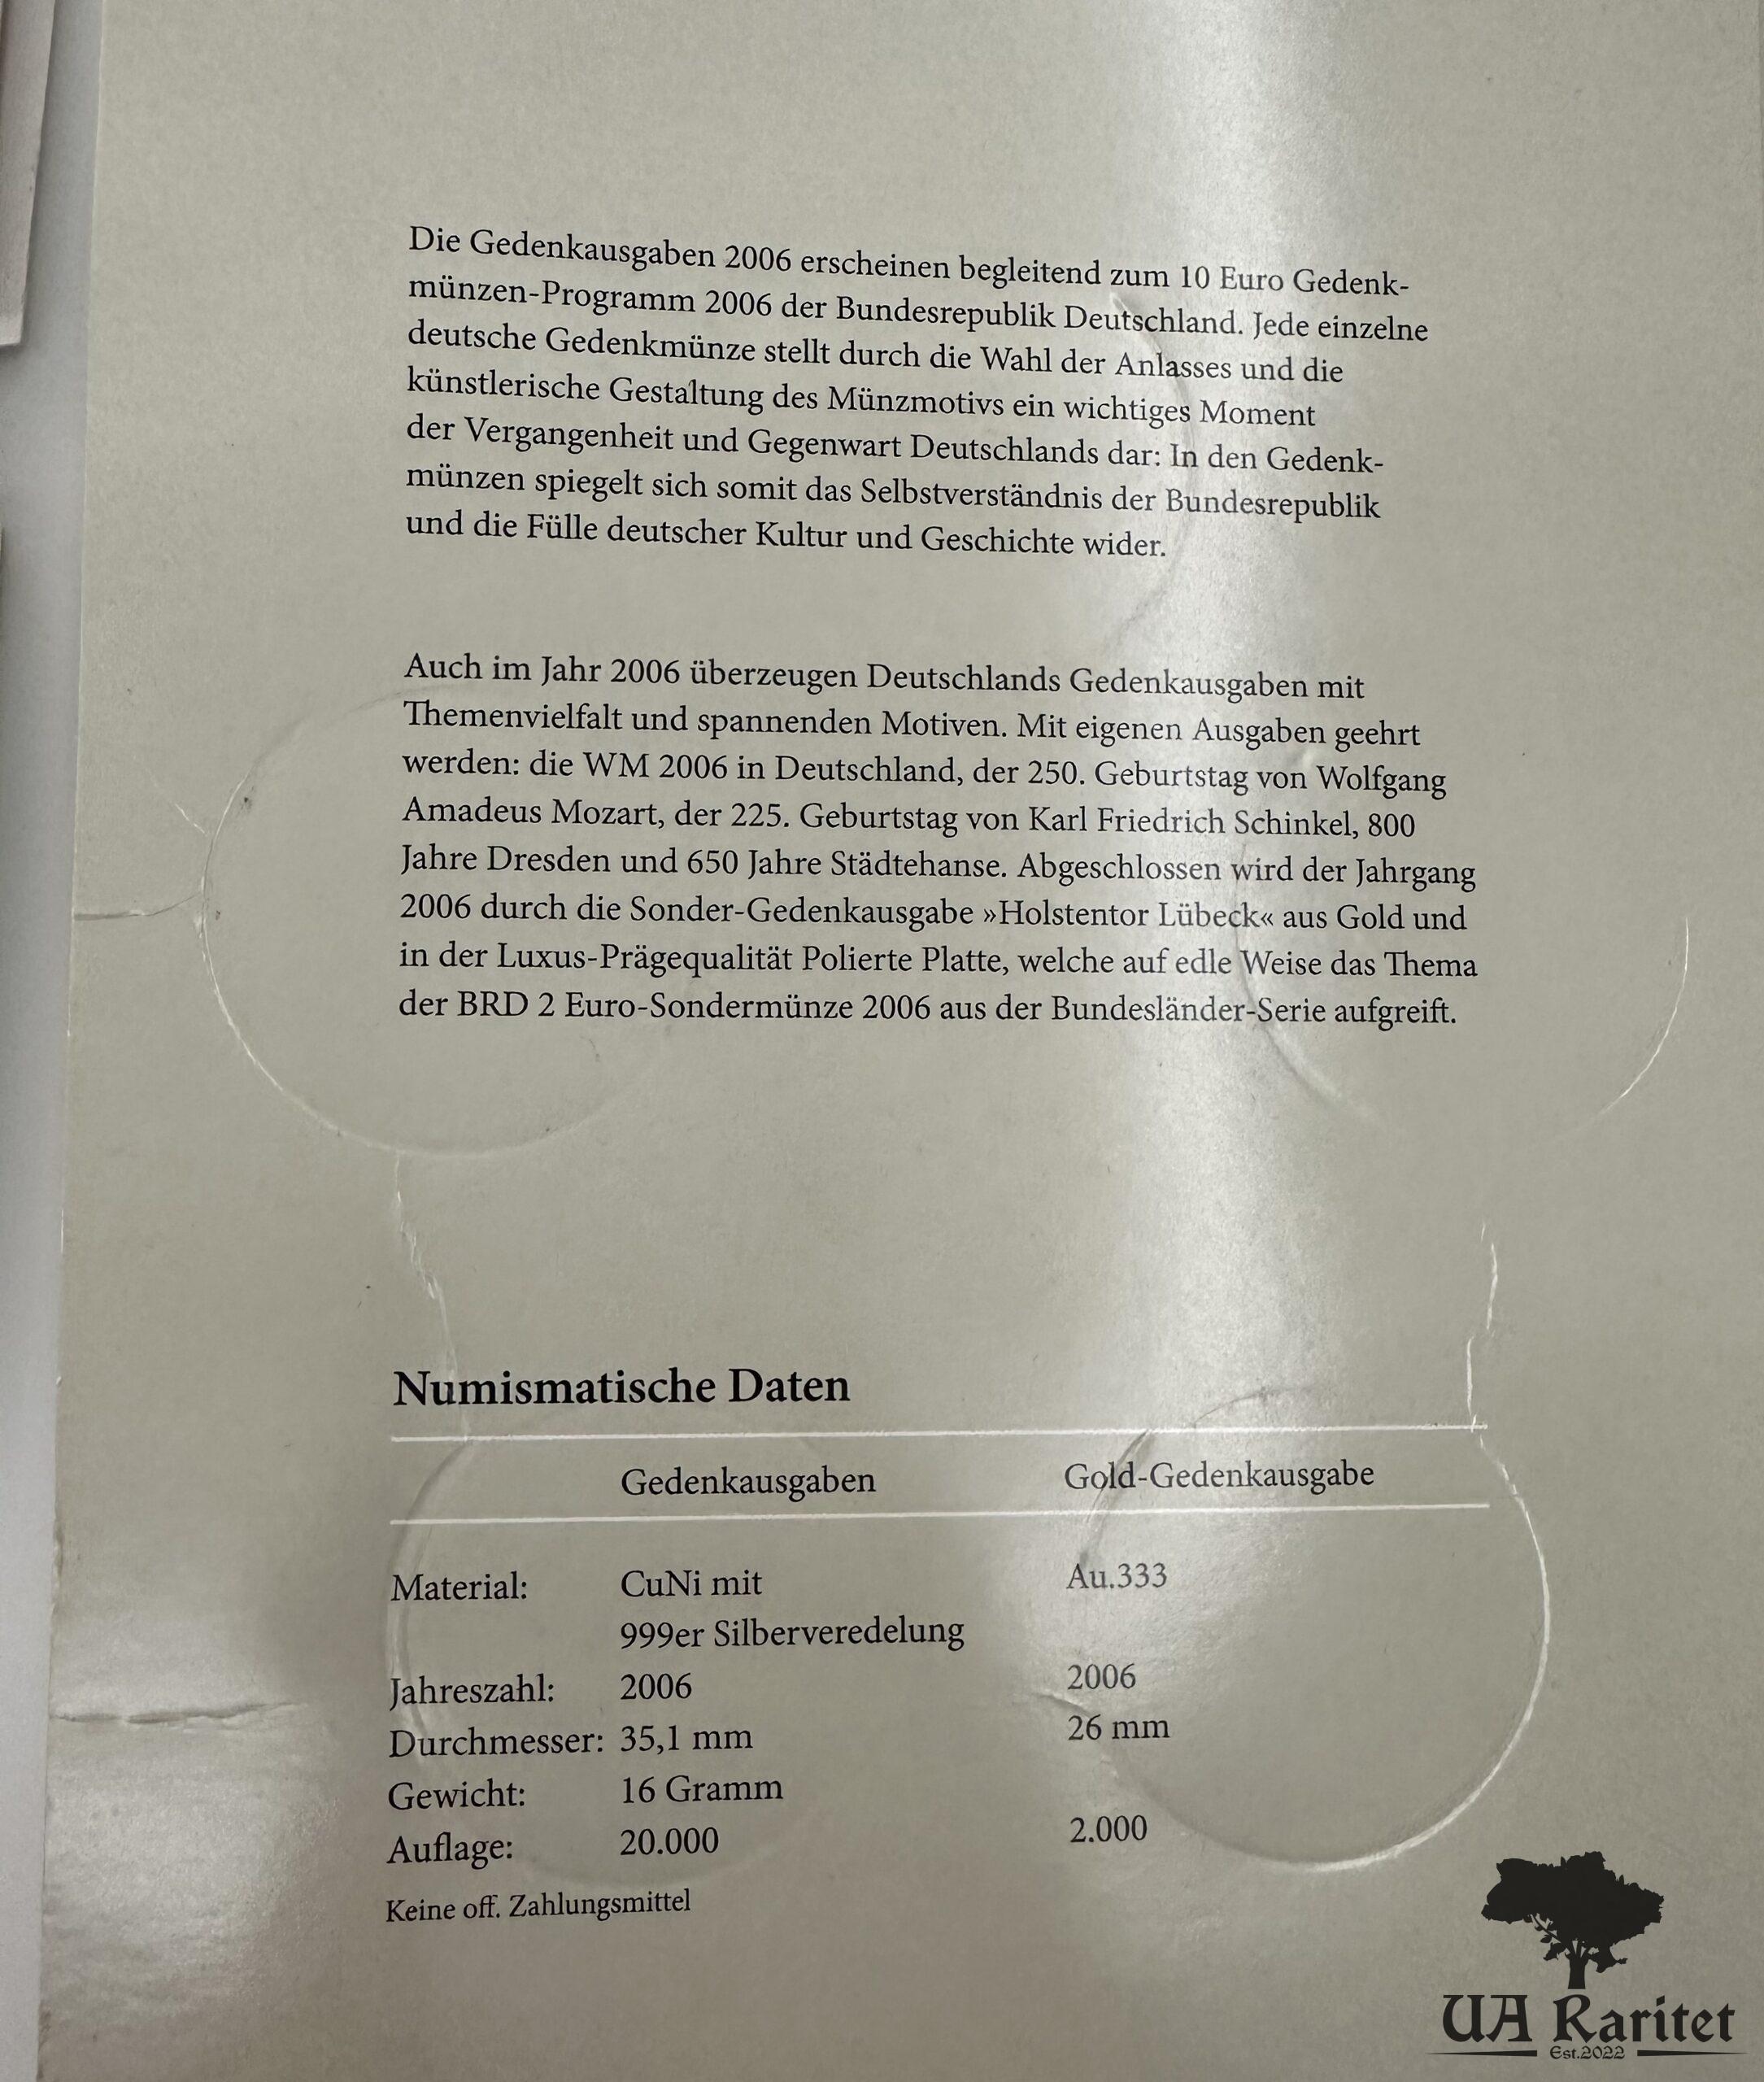 Die Gedenkausgaben 2006 erscheinen begleitend zum 10 Euro Gedenk-
münzen-Programm 2006 der Bundesrepublik Deutschland. Jede einzelne
deutsche Gedenkmünze stellt durch die Wahl der Anlasses und die
künstlerische Gestaltung des Münzmotivs ein wichtiges Moment
der Vergangenheit und Gegenwart Deutschlands dar: In den Gedenk-
münzen spiegelt sich somit das Selbstverständnis der Bundesrepublik
und die Fülle deutscher Kultur und Geschichte wider.
Auch im Jahr 2006 überzeugen Deutschlands Gedenkausgaben mit
Themenvielfalt und spannenden Motiven. Mit eigenen Ausgaben geehrt
werden: die WM 2006 in Deutschland, der 250. Geburtstag von Wolfgang
Amadeus Mozart, der 225. Geburtstag von Karl Friedrich Schinkel, 800
Jahre Dresden und 650 Jahre Städtehanse. Abgeschlossen wird der Jahrgang
2006 durch die Sonder-Gedenkausgabe »Holstentor Lübeck« aus Gold und
in der Luxus-Prägequalität Polierte Platte, welche auf edle Weise das Thema
der BRD 2 Euro-Sondermünze 2006 aus der Bundesländer-Serie aufgreift.
Numismatische Daten
Gedenkausgaben Gold-Gedenkausgabe
Material: CuNi mit Au.333
999er Silberveredelung
Jahreszahl: 2006 2006
Durchmesser: 35,1 mm 26 mm
Gewicht: 16 Gramm
Auflage: 20.000 2.000
Keine off. Zahlungsmittel
UA Raritet
Est.2022